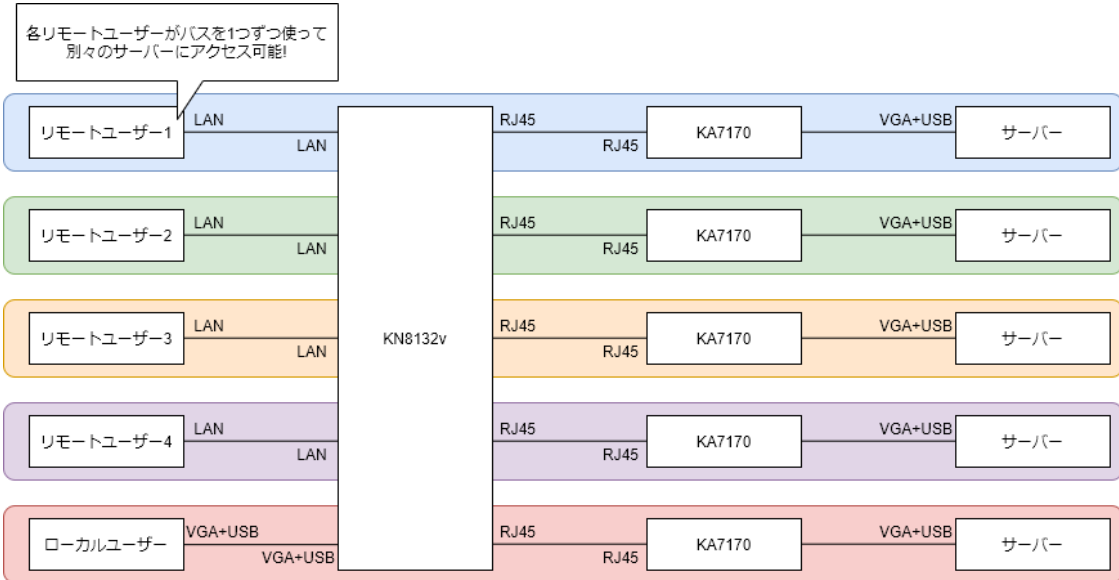 各リモートユーザーがバスを1つずつ使って
別々のサーバーにアクセス可能!
リモートユーザー1
LAN
LAN
RJ45
RJ45
KA7170
VGA+USB
サーバー
リモートユーザー2
LAN
LAN
RJ45
RJ45
KA7170
VGA+USB
サーバー
リモートユーザー3
LAN
LAN
KN8132v
RJ45
RJ45
KA7170
VGA+USB
サーバー
リモートユーザー4
LAN
LAN
RJ45
RJ45
KA7170
VGA+USB
サーバー
ローカルユーザー
VGA+USB
VGA+USB
RJ45
RJ45
KA7170
VGA+USB
サーバー